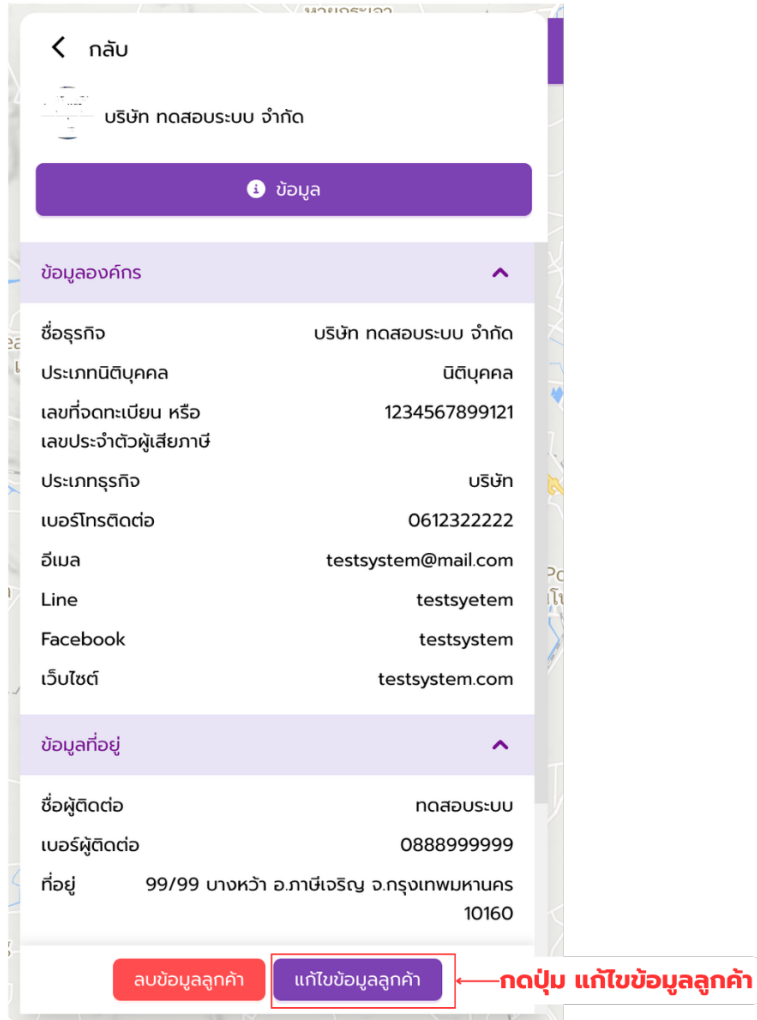 กลับ
บริษัท ทดสอบระบบ จำกัด
ข้อมูล
ข้อมูลองค์กร
ชื่อธุรกิจ บริษัท ทดสอบระบบ จำกัด
ประเภทนิติบุคคล นิติบุคคล
เลขที่จดทะเบียน หรือ 1234567899121
เลขประจำตัวผู้เสียภาษี
ประเภทธุรกิจ บริษัท
เบอร์โทรติดต่อ 0612322222
อีเมล testsystem@mail.com
Line testsyetem
Facebook testsystem
เว็บไซต์ testsystem.com
ข้อมูลที่อยู่
ชื่อผู้ติดต่อ ทดสอบระบบ
เบอร์ผู้ติดต่อ 0888999999
ที่อยู่ 99/99 บางหว้า อ.ภาษีเจริญ จ.กรุงเทพมหานคร
10160
ลบข้อมูลลูกค้า แก้ไขข้อมูลลูกค้า กดปุ่ม แก้ไขข้อมูลลูกค้า